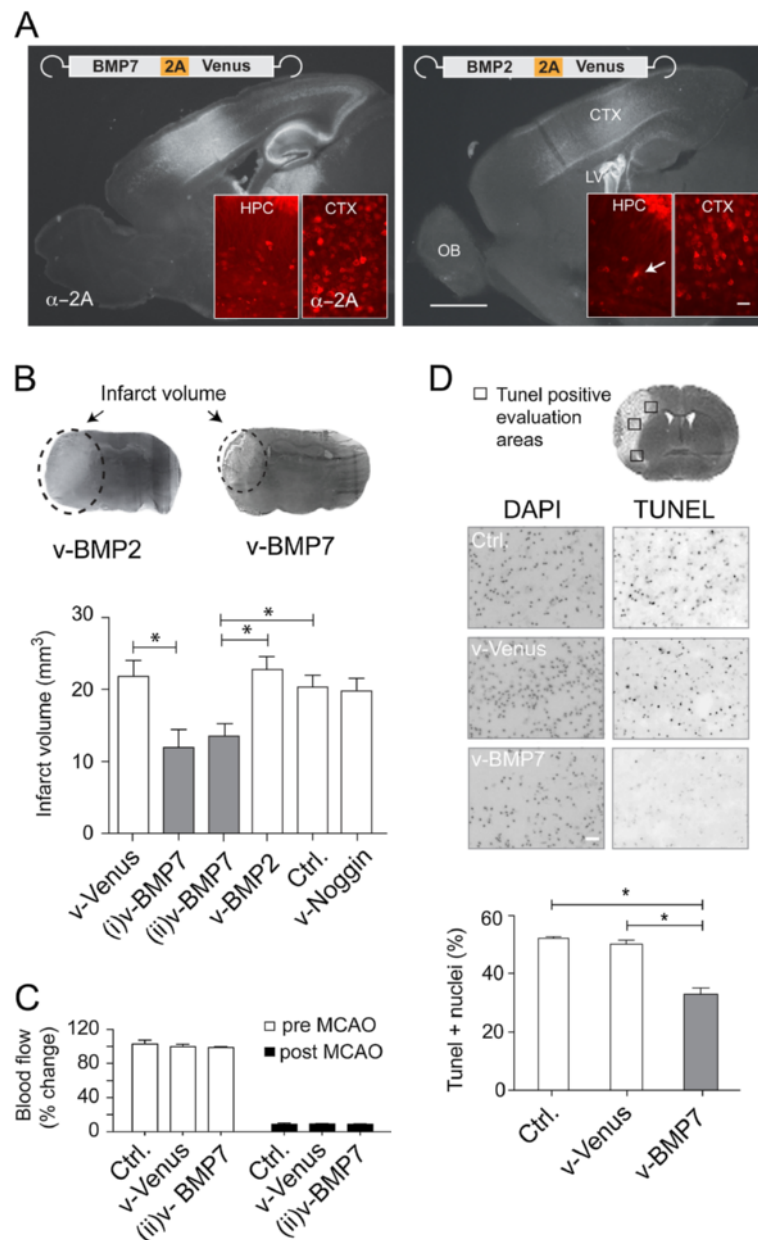 A
BMP7 2A Venus
BMP2 2A Venus
CTX
LV
HPC CTX
HPC CTX
OB
α-2A α-2A
B
Infarct volume
v-BMP2 v-BMP7
30
20
10
0
Infarct volume (mm³)
* * *
v-Venus
(i)v-BMP7
(ii)v-BMP7
v-BMP2
Ctrl.
v-Noggin
C
pre MCAO
post MCAO
120
80
40
0
Blood flow
(% change)
Ctrl.
v-Venus
(ii)v- BMP7
Ctrl.
v-Venus
(ii)v-BMP7
D
Tunel positive
evaluation
areas
DAPI TUNEL
Ctrl.
v-Venus
v-BMP7
*
*
60
40
20
0
Tunel + nuclei (%)
Ctrl.
v-Venus
v-BMP7